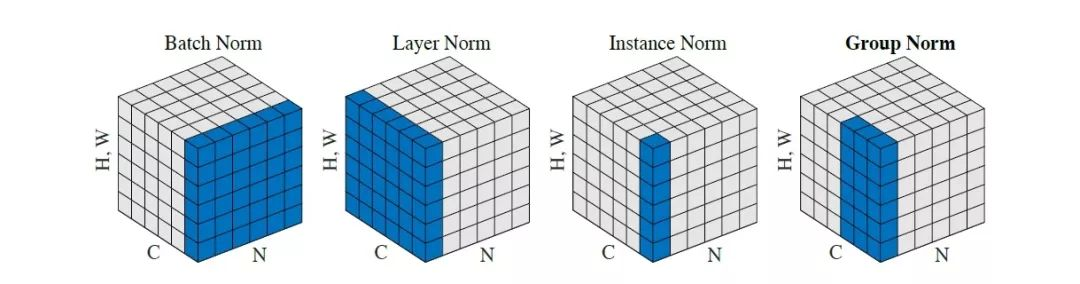 Batch Norm
Layer Norm
Instance Norm
Group Norm
H, W
C
N
H, W
C
N
H, W
C
N
H, W
C
N